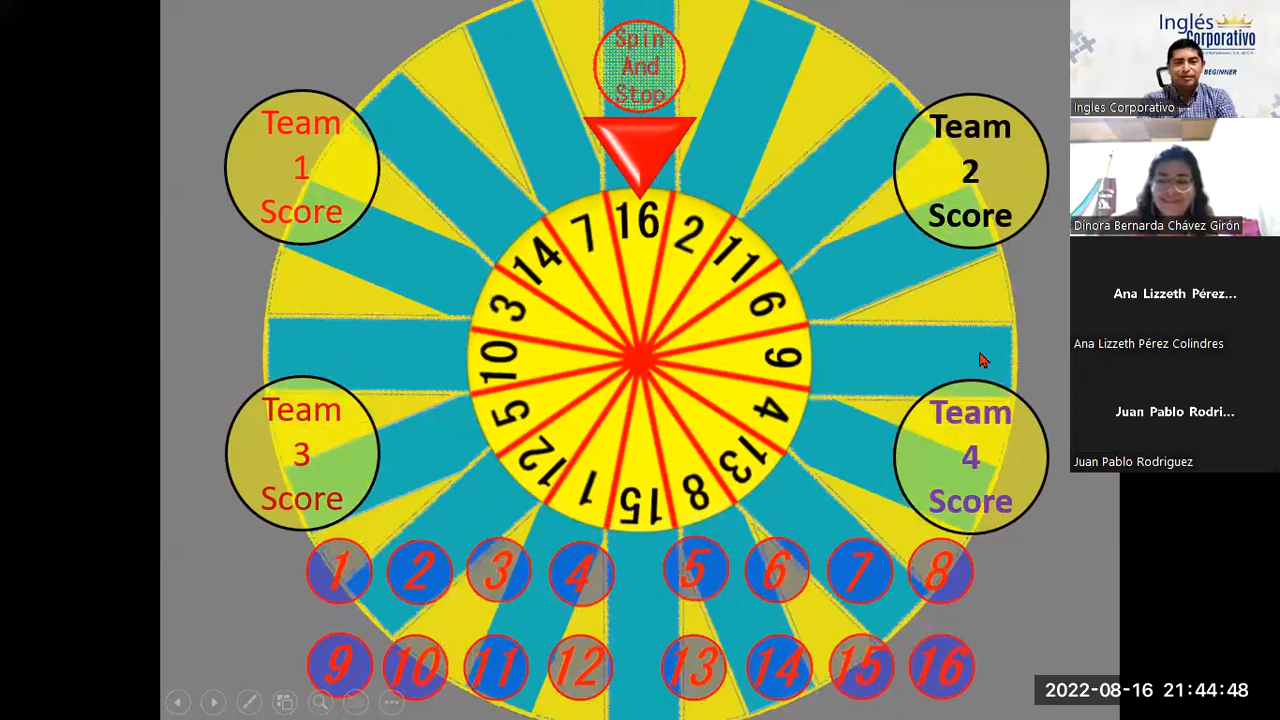 Spin
And
Stop
Team
1
Score
Team
2
Score
Team
3
Score
Team
4
Score
16
2
11
6
9
4
13
8
15
1
12
5
10
3
14
7
1 2 3 4 5 6 7 8
9 10 11 12 13 14 15 16
Inglés
Corporativo
BEGINNER
Ingles Corporativo
Dinora Bernarda Chávez Girón
Ana Lizzeth Pérez...
Ana Lizzeth Pérez Colindres
Juan Pablo Rodri...
Juan Pablo Rodriguez
2022-08-16 21:44:48